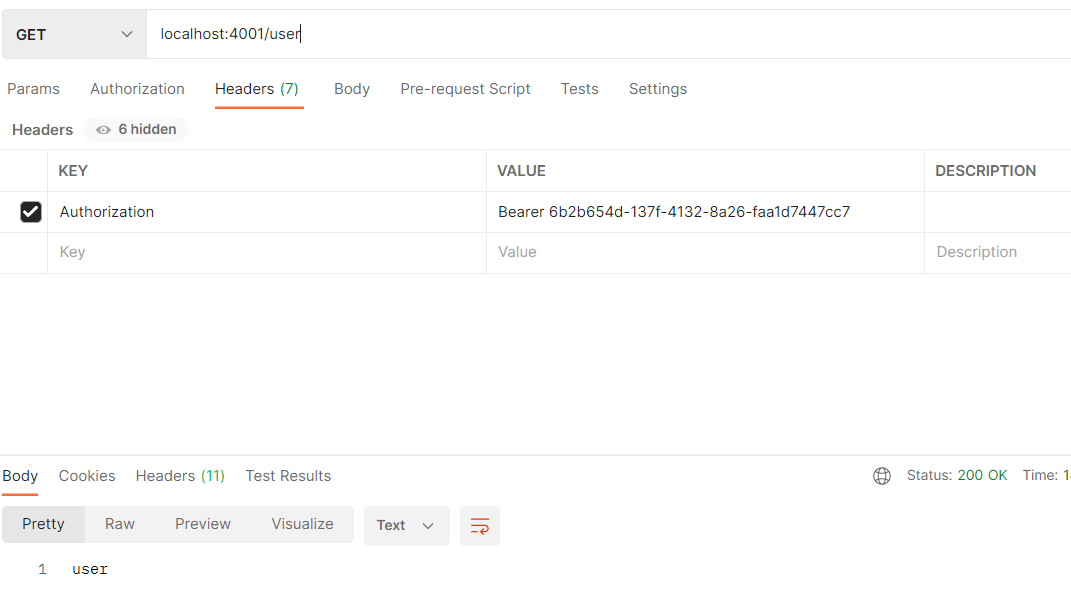 GET localhost:4001/user
Params Authorization Headers (7) Body Pre-request Script Tests Settings
Headers 6 hidden
KEY VALUE DESCRIPTION
Authorization Bearer 6b2b654d-137f-4132-8a26-faa1d7447cc7
Key Value Description
Body Cookies Headers (11) Test Results Status: 200 OK Time:
Pretty Raw Preview Visualize Text
1 user